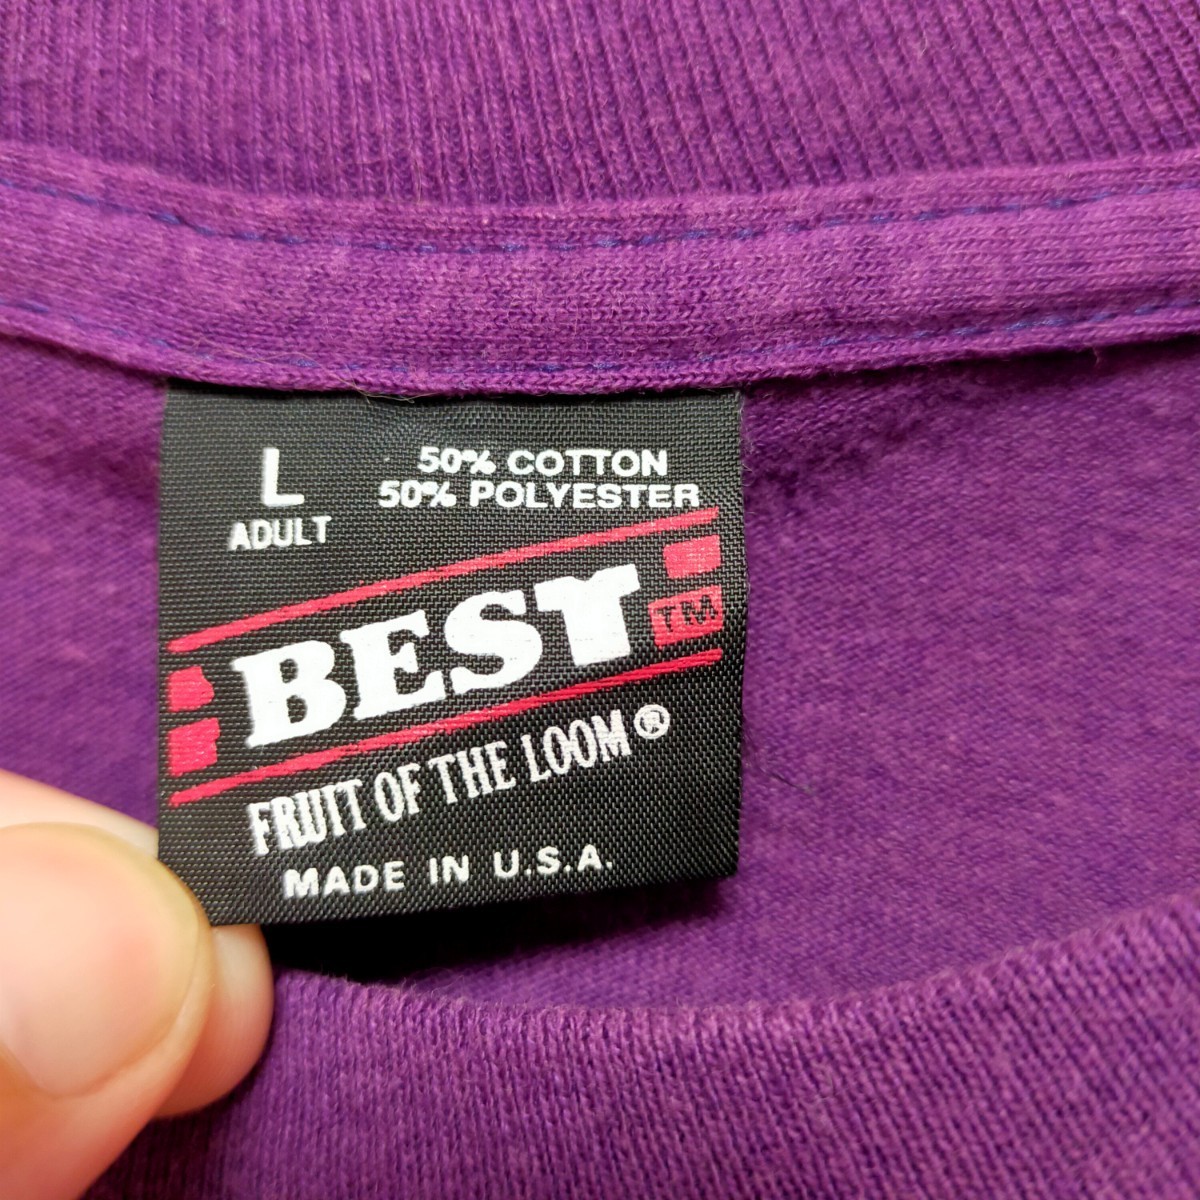 L
ADULT
50% COTTON
50% POLYESTER
BEST TM
FRUIT OF THE LOOM®
MADE IN U.S.A.